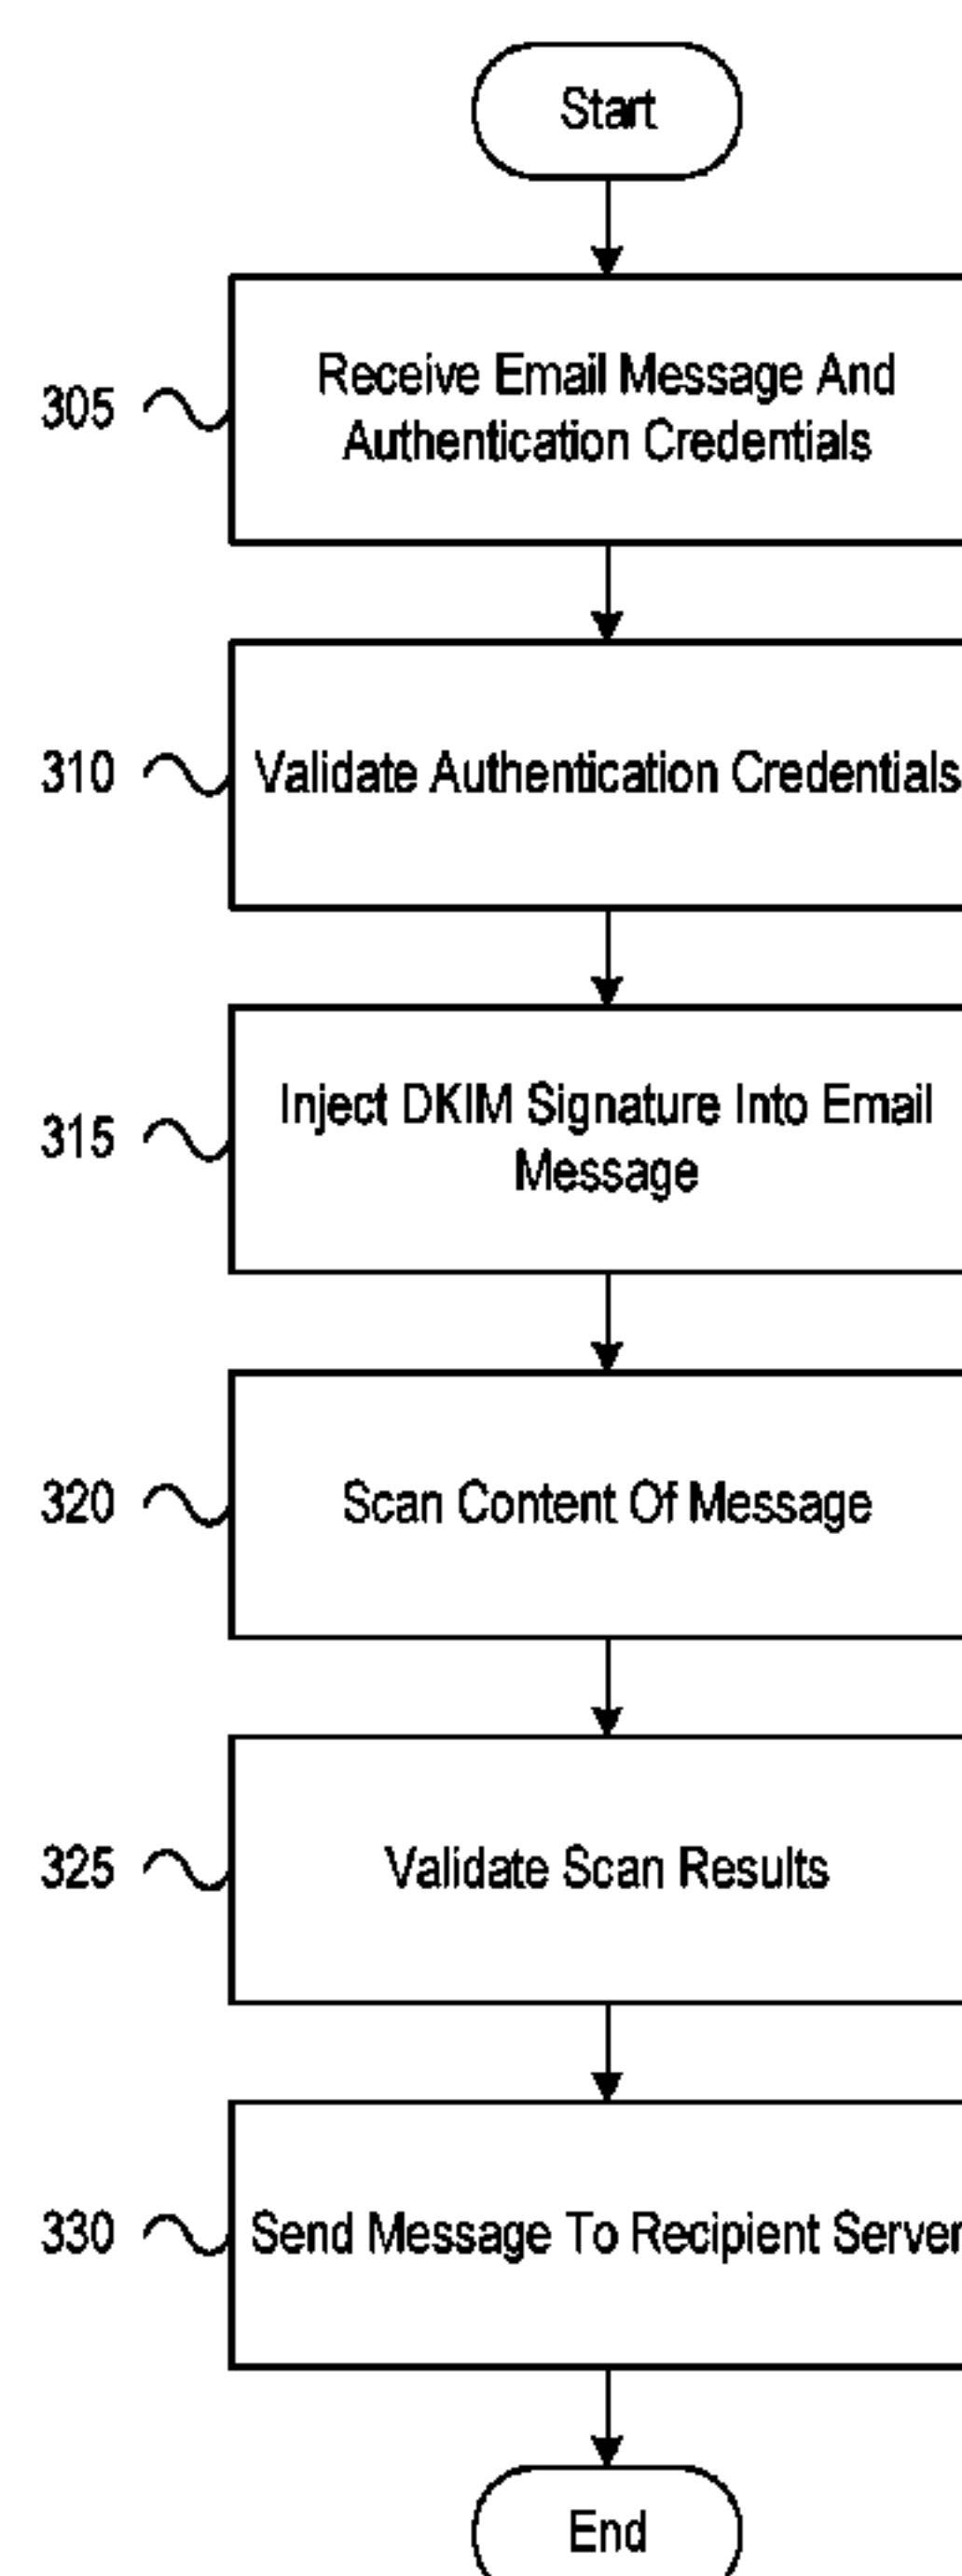 Start
305
Receive Email Message And
Authentication Credentials
310
Validate Authentication Credentials
315
Inject DKIM Signature Into Email
Message
320
Scan Content Of Message
325
Validate Scan Results
330
Send Message To Recipient Server
End